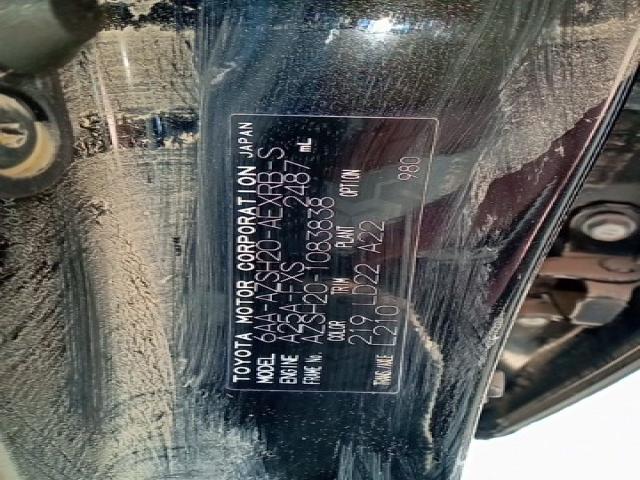 TOYOTA MOTOR CORPORATION JAPAN
MODEL 6AA-AZSH20-AEXRB-S
ENGINE A25A-FXS 2487 mL
FRAME No. AZSH20-1083838
COLOR TRIM PLANT OPTION
219 LD22 A22 980
TRANS/AXLE L210